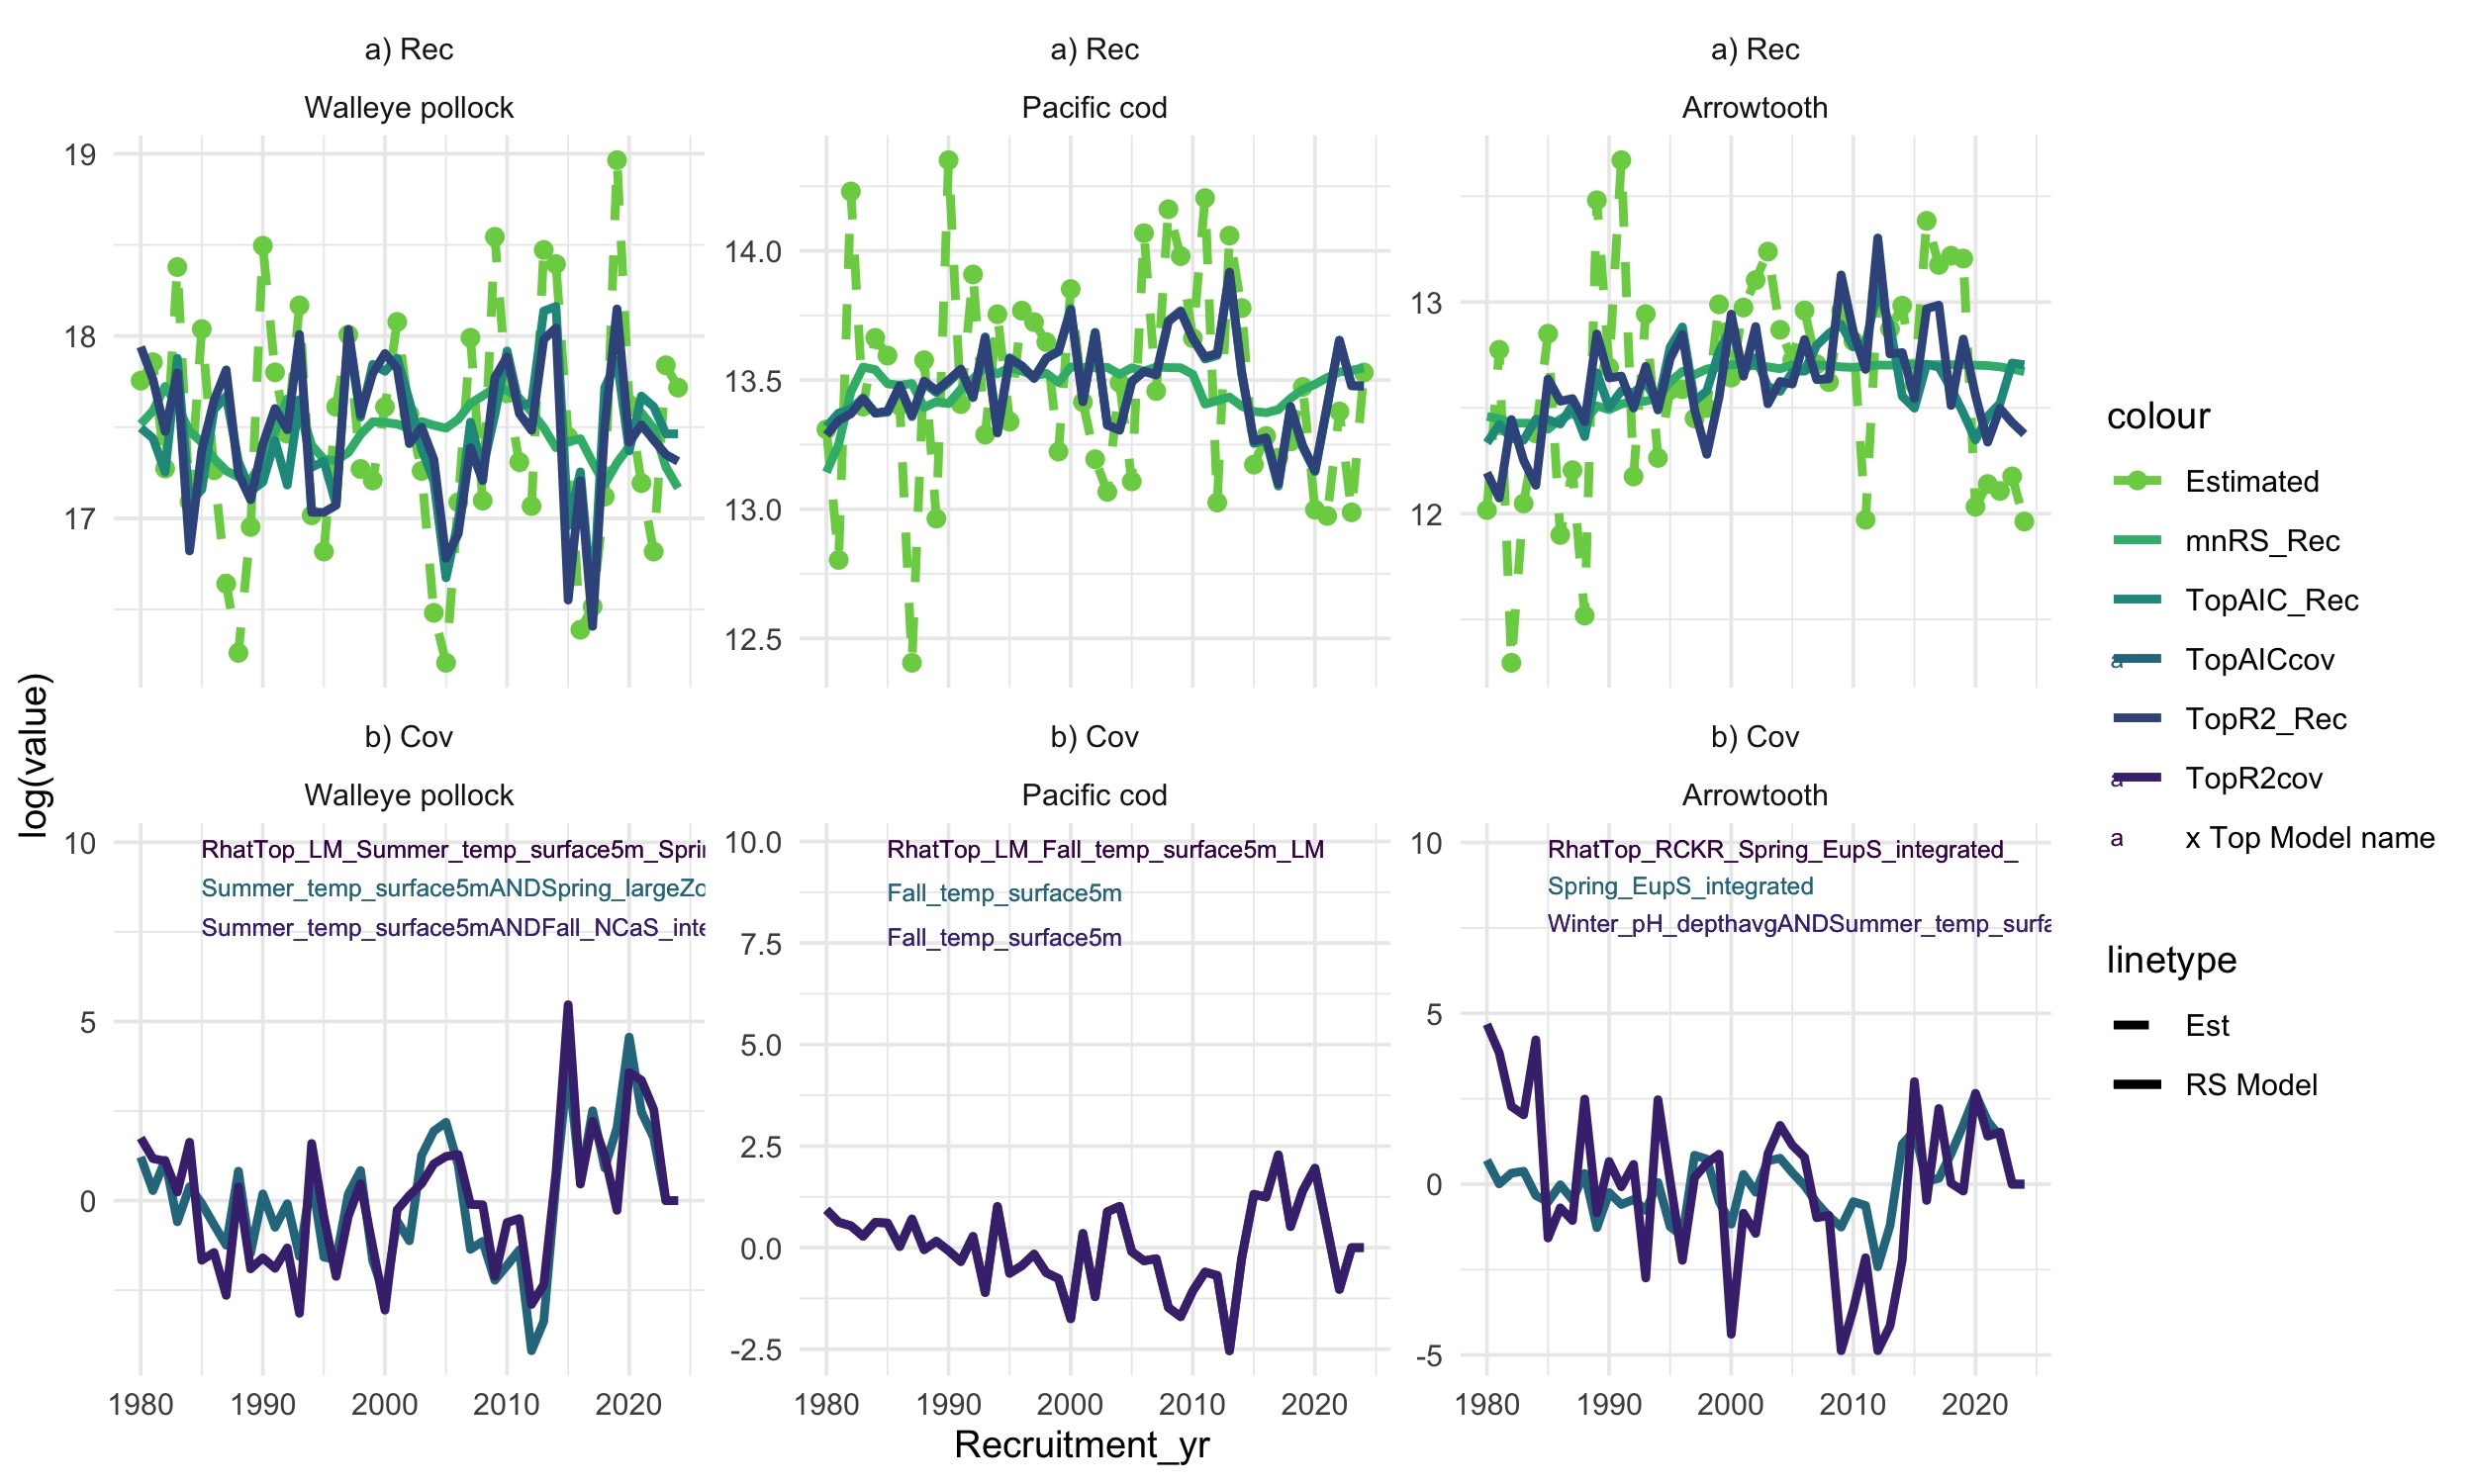 a) Rec
a) Rec
a) Rec
Walleye pollock
Pacific cod
Arrowtooth
19
18
17
14.0
13.5
13.0
12.5
13
12
log(value)
b) Cov
b) Cov
b) Cov
Walleye pollock
Pacific cod
Arrowtooth
10
5
0
RhatTop_LM_Summer_temp_surface5m_Sprin
Summer_temp_surface5mANDSpring_largeZo
Summer_temp_surface5mANDFall_NCaS_inte
10.0
7.5
5.0
2.5
0.0
-2.5
RhatTop_LM_Fall_temp_surface5m_LM
Fall_temp_surface5m
Fall_temp_surface5m
10
5
0
-5
RhatTop_RCKR_Spring_EupS_integrated_
Spring_EupS_integrated
Winter_pH_depthavgANDSummer_temp_surfa
1980 1990 2000 2010 2020
1980 1990 2000 2010 2020
1980 1990 2000 2010 2020
Recruitment_yr
colour
Estimated
mnRS_Rec
TopAIC_Rec
a TopAICcov
TopR2_Rec
a TopR2cov
a x Top Model name
linetype
Est
RS Model